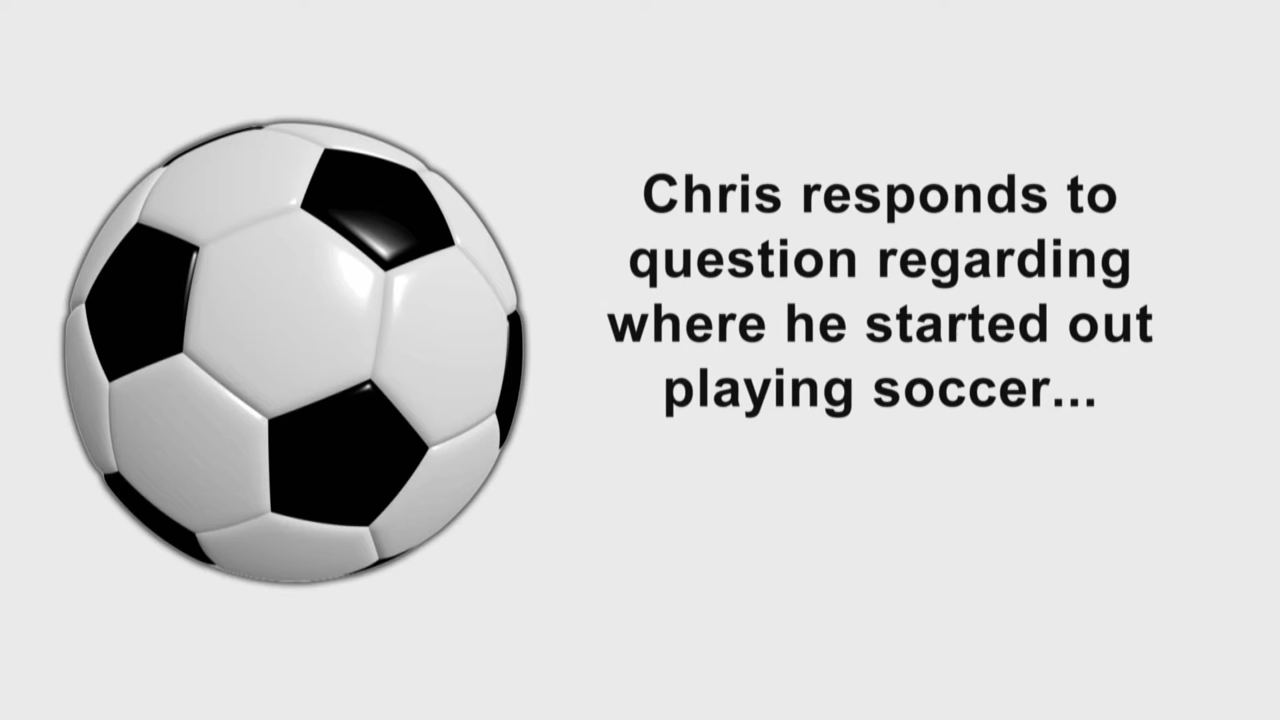 Chris responds to
question regarding
where he started out
playing soccer...